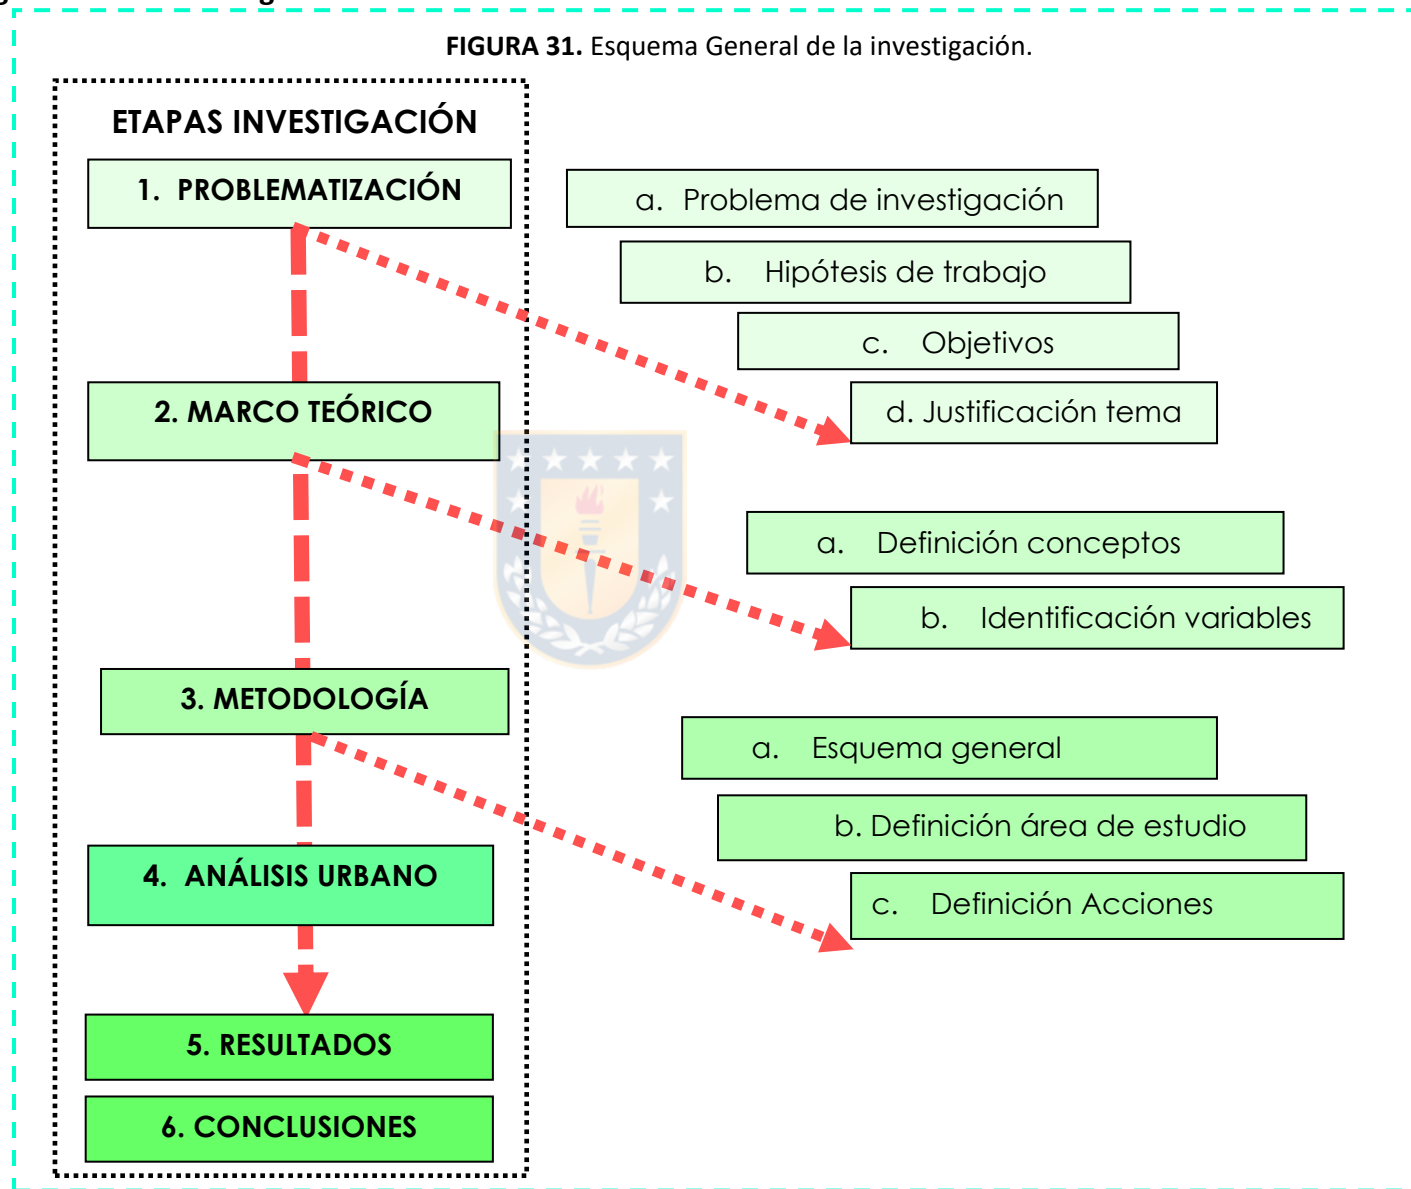 FIGURA 31. Esquema General de la investigación.
ETAPAS INVESTIGACIÓN
1. PROBLEMATIZACIÓN
a. Problema de investigación
b. Hipótesis de trabajo
c. Objetivos
d. Justificación tema
2. MARCO TEÓRICO
a. Definición conceptos
b. Identificación variables
3. METODOLOGÍA
a. Esquema general
b. Definición área de estudio
c. Definición Acciones
4. ANÁLISIS URBANO
5. RESULTADOS
6. CONCLUSIONES